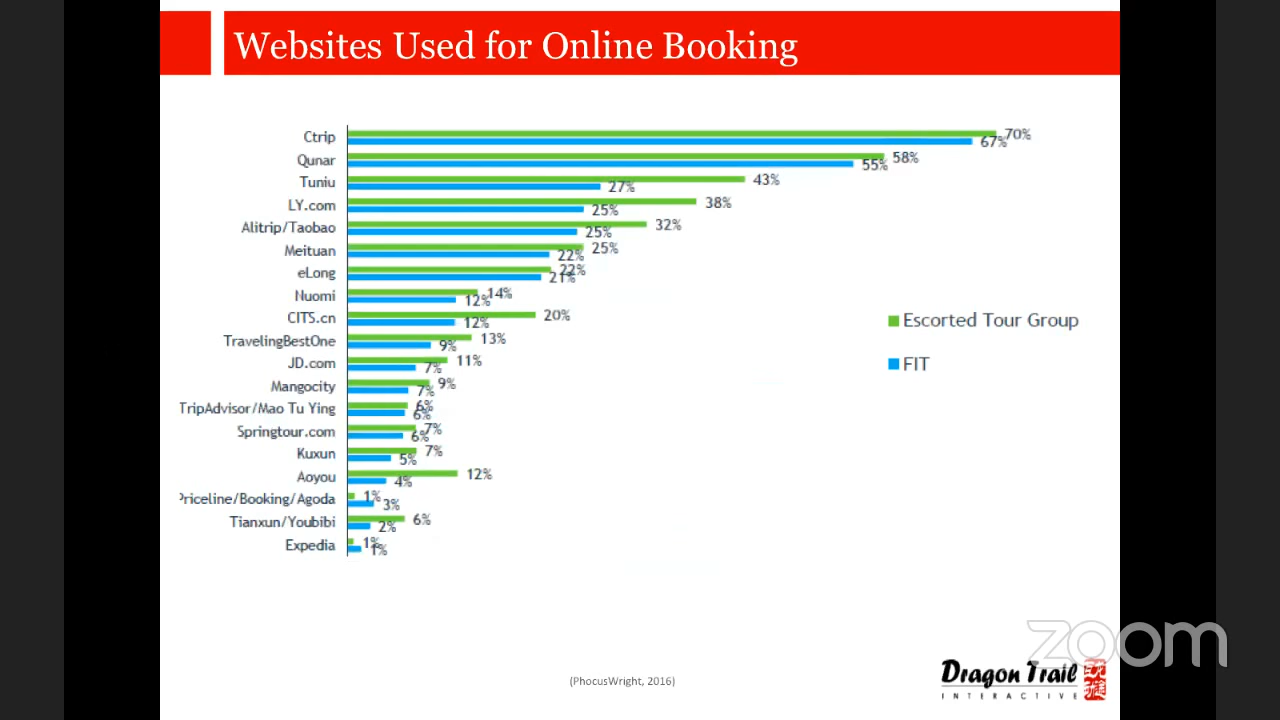 Websites Used for Online Booking
Ctrip 70%
67%
Qunar 58%
55%
Tuniu 43%
27%
LY.com 38%
25%
Alitrip/Taobao 32%
25%
Meituan 25%
22%
eLong 22%
21%
Nuomi 14%
12%
CITS.cn 20%
12%
TravelingBestOne 13%
9%
JD.com 11%
7%
Mangocity 9%
7%
TripAdvisor/Mao Tu Ying 6%
6%
Springtour.com 7%
6%
Kuxun 7%
5%
Aoyou 12%
4%
Priceline/Booking/Agoda 1%
3%
Tianxun/Youbibi 6%
2%
Expedia 1%
1%
Escorted Tour Group
FIT
zoom
Dragon Trail
INTERACTIVE
(PhocusWright, 2016)